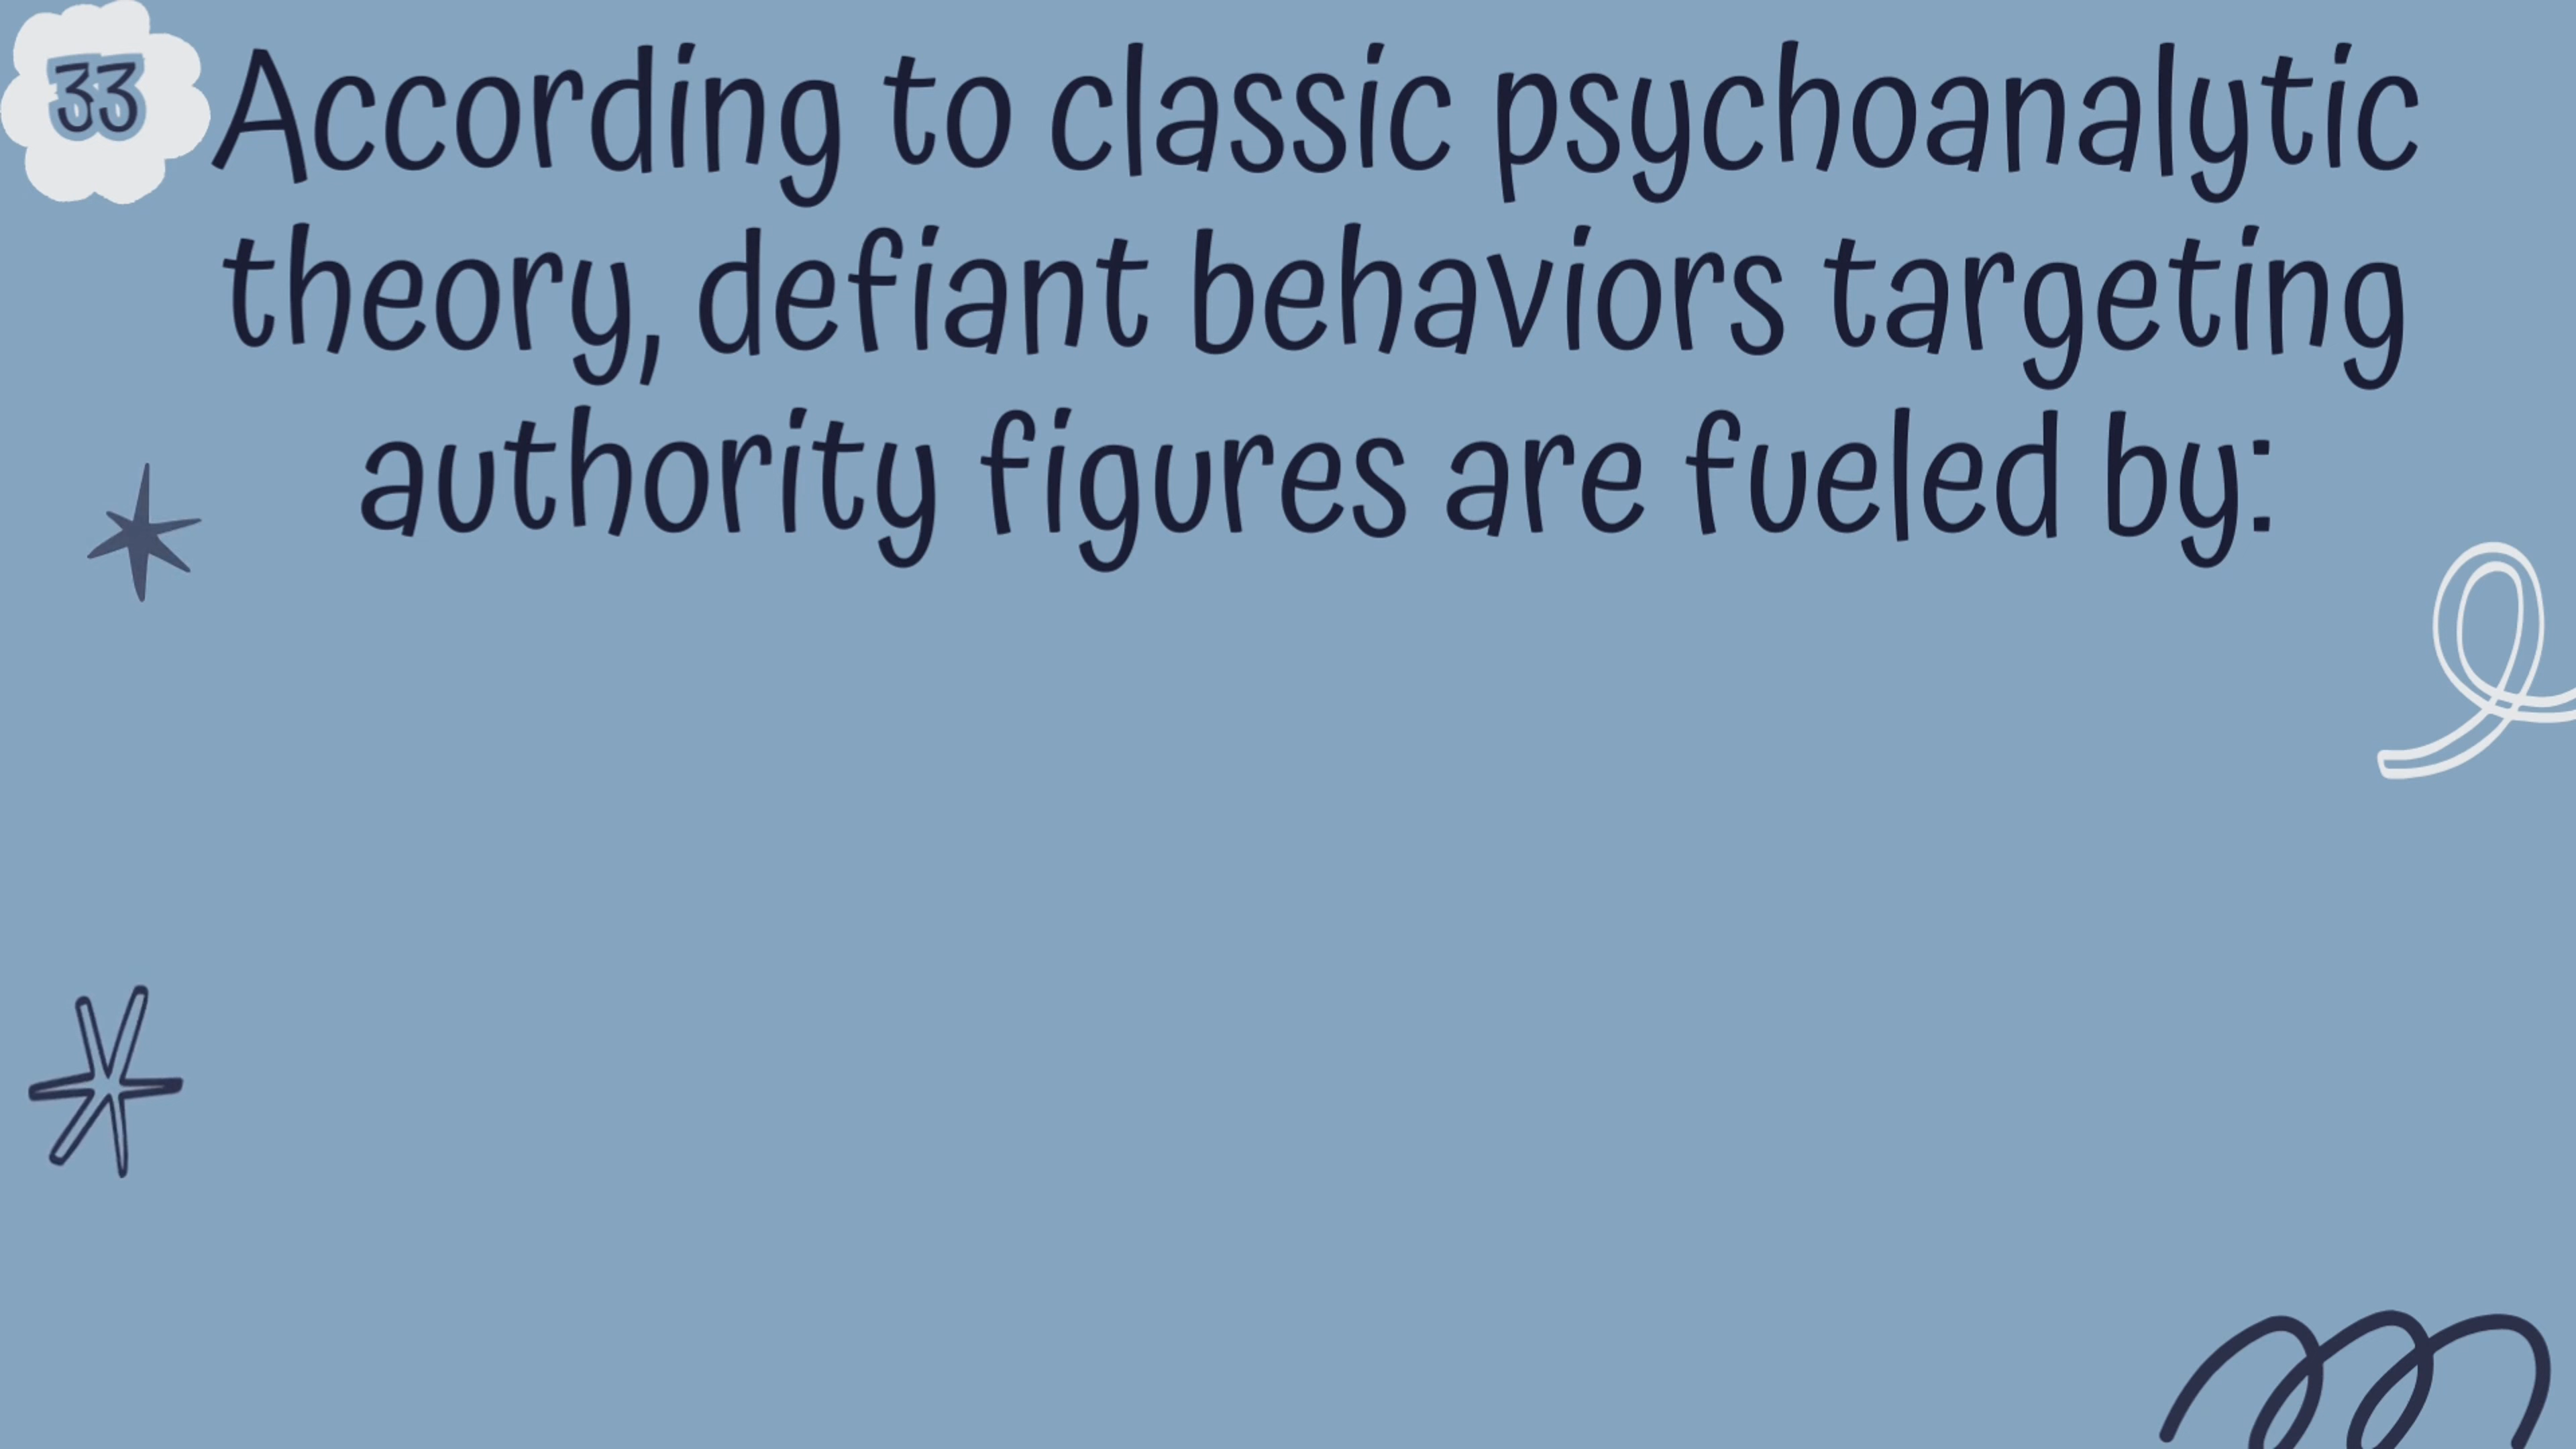 33
According to classic psychoanalytic
theory, defiant behaviors targeting
authority figures are fueled by: